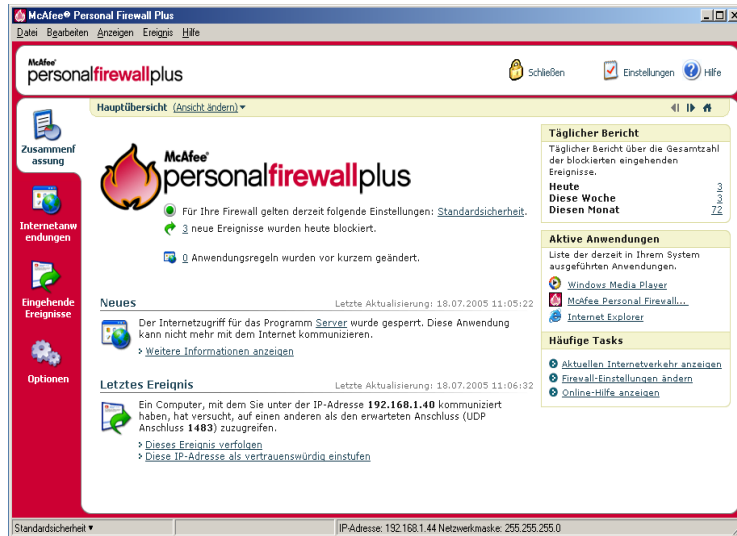 McAfee® Personal Firewall Plus
Datei Bearbeiten Anzeigen Ereignis Hilfe
McAfee®
personalfirewallplus
Schließen
Einstellungen
Hilfe
Hauptübersicht (Ansicht ändern)
Zusammenf
assung
Internetanw
endungen
Eingehende
Ereignisse
Optionen
McAfee®
personalfirewallplus
Für Ihre Firewall gelten derzeit folgende Einstellungen: Standardsicherheit.
3 neue Ereignisse wurden heute blockiert.
0 Anwendungsregeln wurden vor kurzem geändert.
Neues
Letzte Aktualisierung: 18.07.2005 11:05:22
Der Internetzugriff für das Programm Server wurde gesperrt. Diese Anwendung
kann nicht mehr mit dem Internet kommunizieren.
Weitere Informationen anzeigen
Letztes Ereignis
Letzte Aktualisierung: 18.07.2005 11:06:32
Ein Computer, mit dem Sie unter der IP-Adresse 192.168.1.40 kommuniziert
haben, hat versucht, auf einen anderen als den erwarteten Anschluss (UDP
Anschluss 1483) zuzugreifen.
Dieses Ereignis verfolgen
Diese IP-Adresse als vertrauenswürdig einstufen
Täglicher Bericht
Täglicher Bericht über die Gesamtzahl
der blockierten eingehenden
Ereignisse.
Heute 3
Diese Woche 3
Diesen Monat 72
Aktive Anwendungen
Liste der derzeit in Ihrem System
ausgeführten Anwendungen.
Windows Media Player
McAfee Personal Firewall...
Internet Explorer
Häufige Tasks
Aktuellen Internetverkehr anzeigen
Firewall-Einstellungen ändern
Online-Hilfe anzeigen
Standardsicherheit
IP-Adresse: 192.168.1.44 Netzwerkmaske: 255.255.255.0